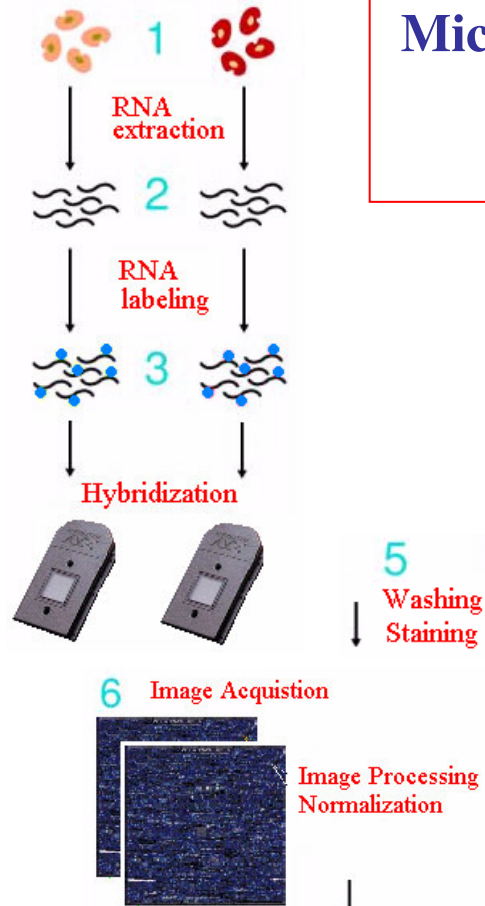 Mic
1
RNA
extraction
2
RNA
labeling
3
Hybridization
5
Washing
Staining
6 Image Acquistion
Image Processing
Normalization